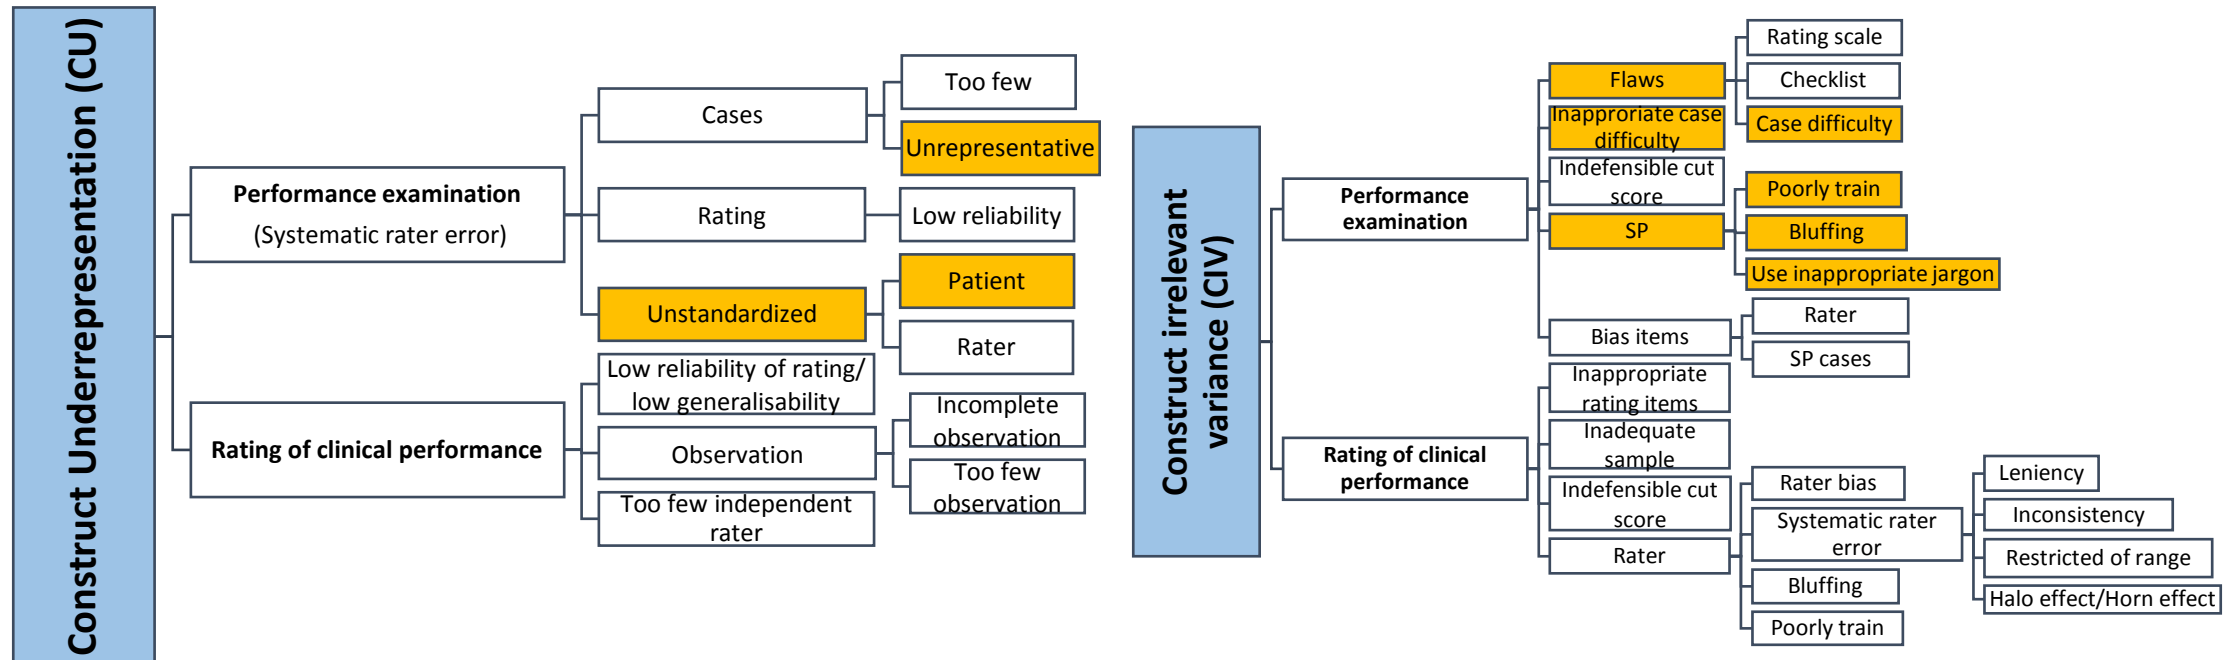 Construct Underrepresentation (CU)
Performance examination
(Systematic rater error)
Cases
Too few
Unrepresentative
Rating
Low reliability
Unstandardized
Patient
Rater
Rating of clinical performance
Low reliability of rating/
low generalisability
Observation
Incomplete
observation
Too few
observation
Too few independent
rater
Construct irrelevant
variance (CIV)
Performance
examination
Flaws
Rating scale
Checklist
Case difficulty
Inapproriate case
difficulty
Indefensible cut
score
SP
Poorly train
Bluffing
Use inappropriate jargon
Bias items
Rater
SP cases
Rating of clinical
performance
Inappropriate
rating items
Inadequate
sample
Indefensible cut
score
Rater
Rater bias
Systematic rater
error
Leniency
Inconsistency
Restricted of range
Halo effect/Horn effect
Bluffing
Poorly train